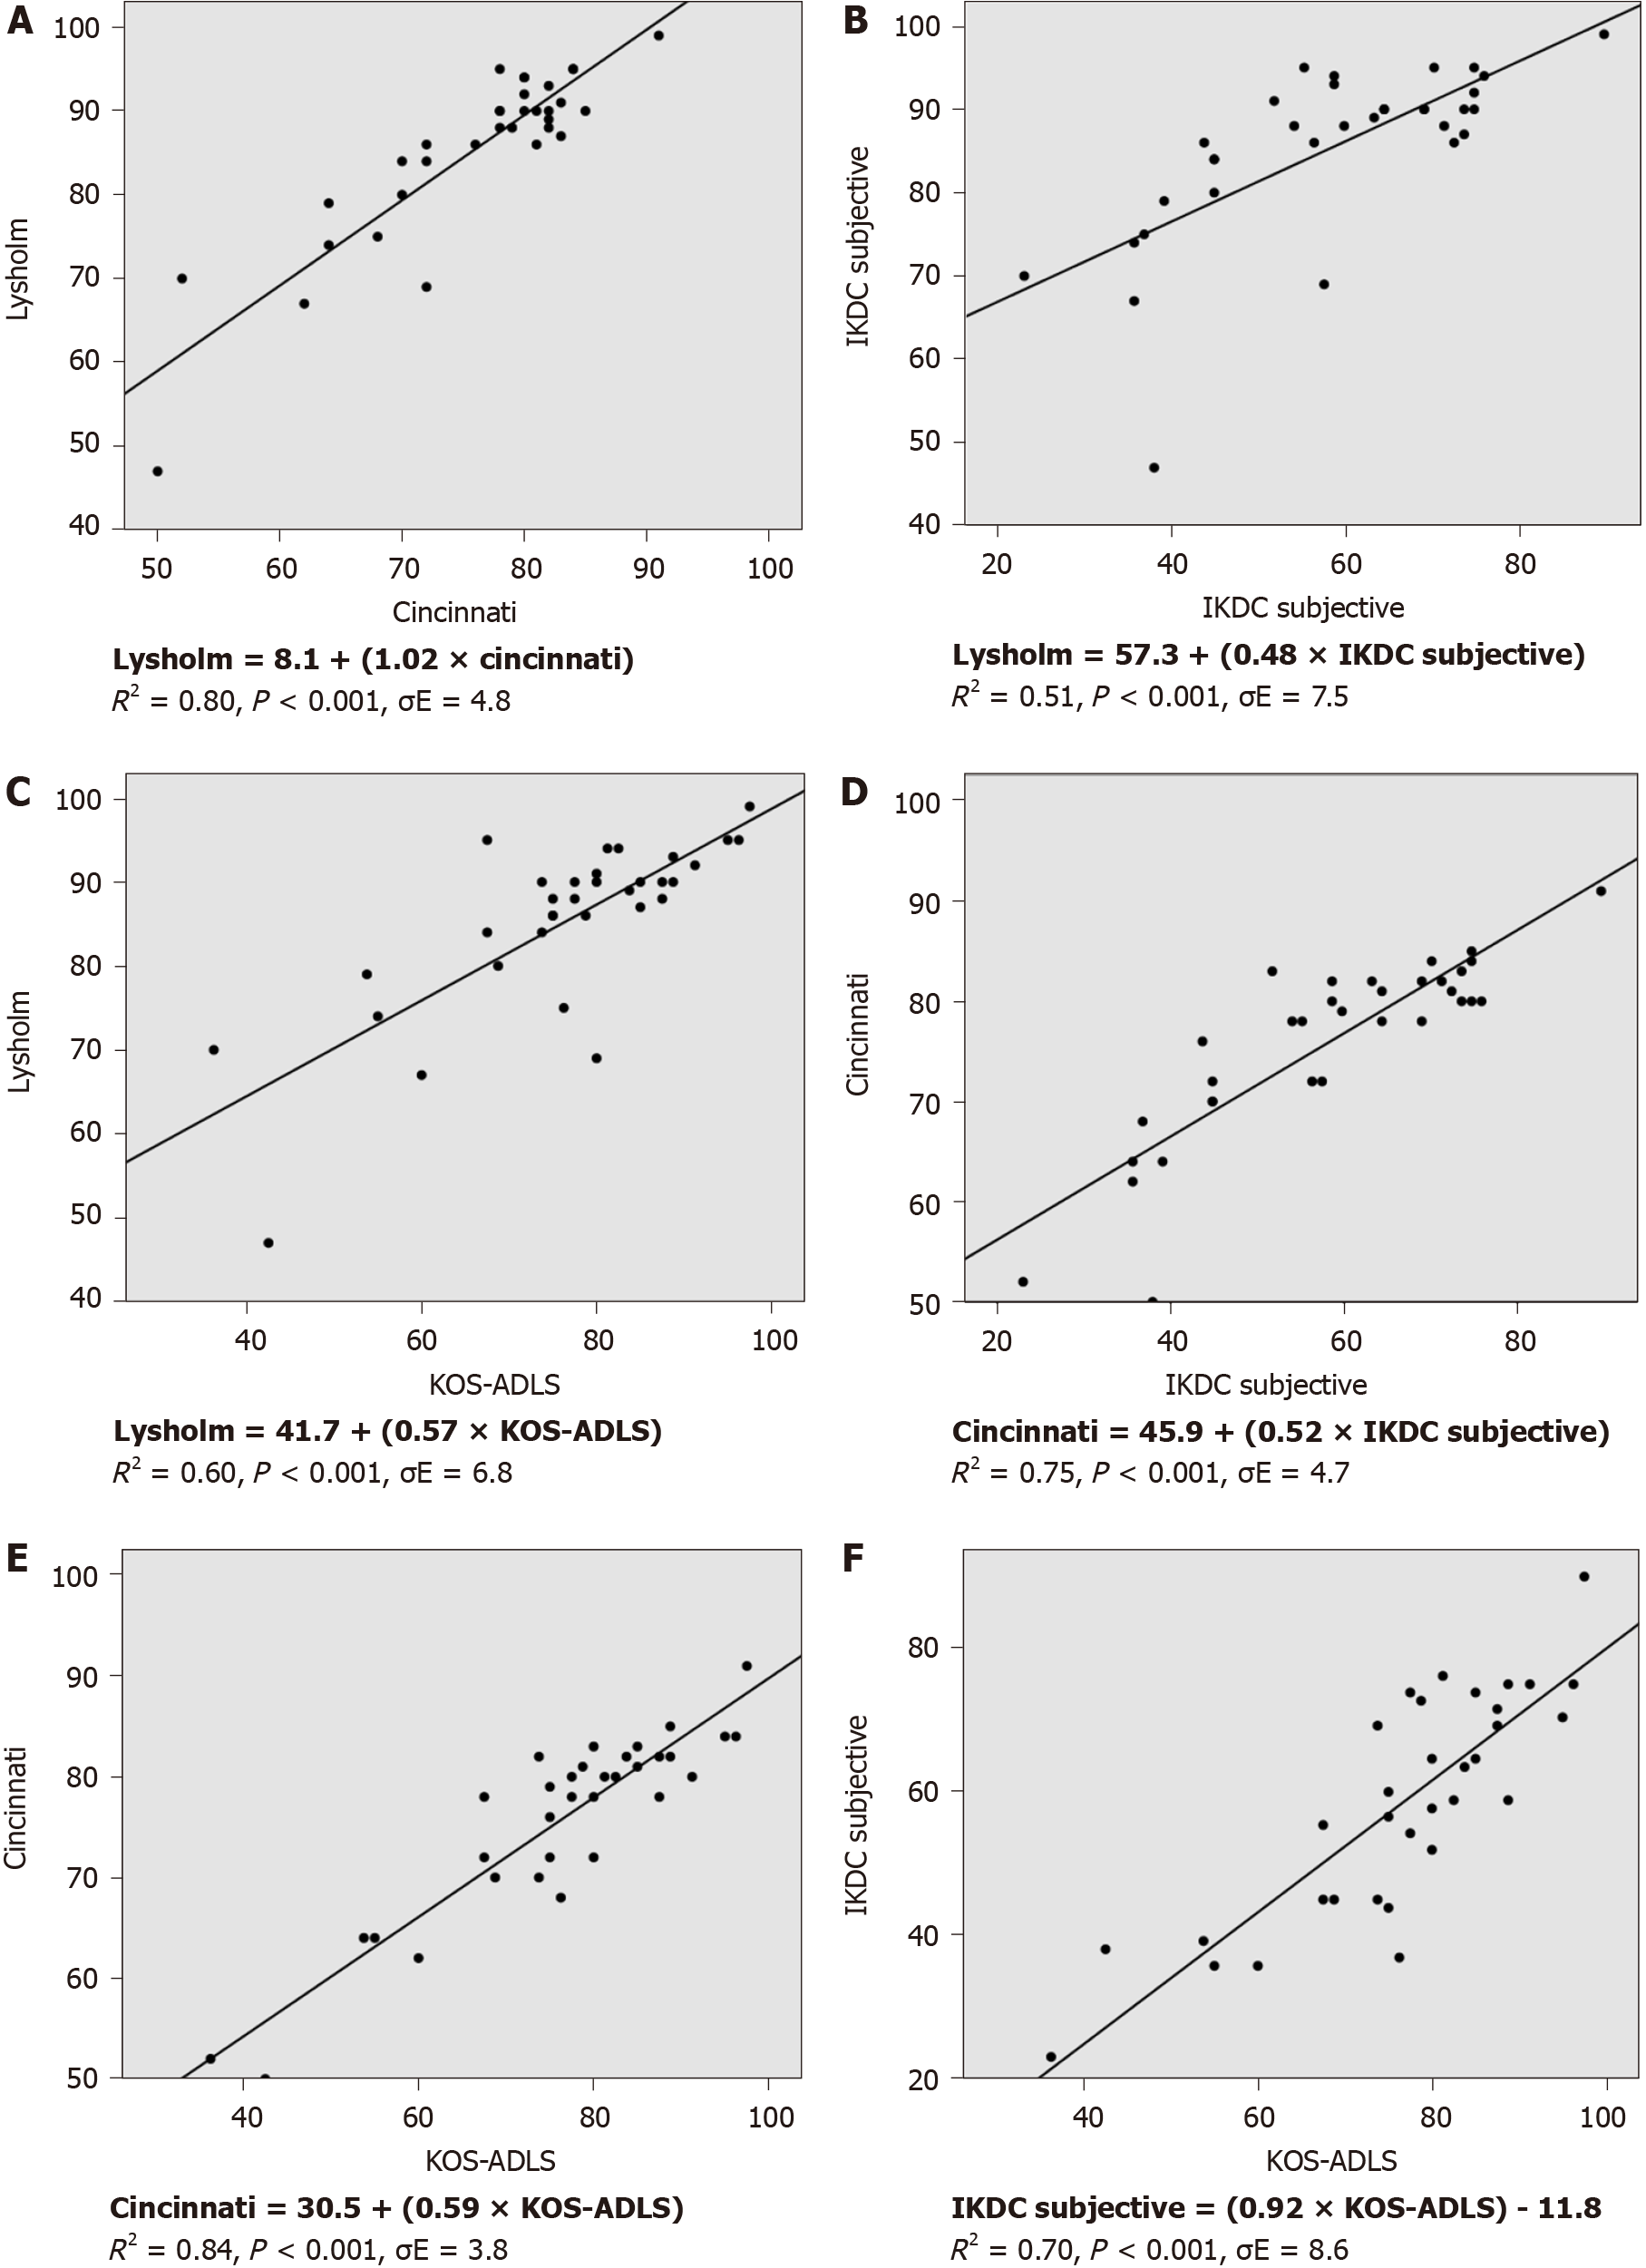 A
100
90
80
70
60
50
40
Lysholm
50 60 70 80 90 100
Cincinnati
Lysholm = 8.1 + (1.02 × cincinnati)
R² = 0.80, P < 0.001, σE = 4.8
B
100
90
80
70
60
50
40
IKDC subjective
20 40 60 80
IKDC subjective
Lysholm = 57.3 + (0.48 × IKDC subjective)
R² = 0.51, P < 0.001, σE = 7.5
C
100
90
80
70
60
50
40
Lysholm
40 60 80 100
KOS-ADLS
Lysholm = 41.7 + (0.57 × KOS-ADLS)
R² = 0.60, P < 0.001, σE = 6.8
D
100
90
80
70
60
50
Cincinnati
20 40 60 80
IKDC subjective
Cincinnati = 45.9 + (0.52 × IKDC subjective)
R² = 0.75, P < 0.001, σE = 4.7
E
100
90
80
70
60
50
Cincinnati
40 60 80 100
KOS-ADLS
Cincinnati = 30.5 + (0.59 × KOS-ADLS)
R² = 0.84, P < 0.001, σE = 3.8
F
80
60
40
20
IKDC subjective
40 60 80 100
KOS-ADLS
IKDC subjective = (0.92 × KOS-ADLS) - 11.8
R² = 0.70, P < 0.001, σE = 8.6